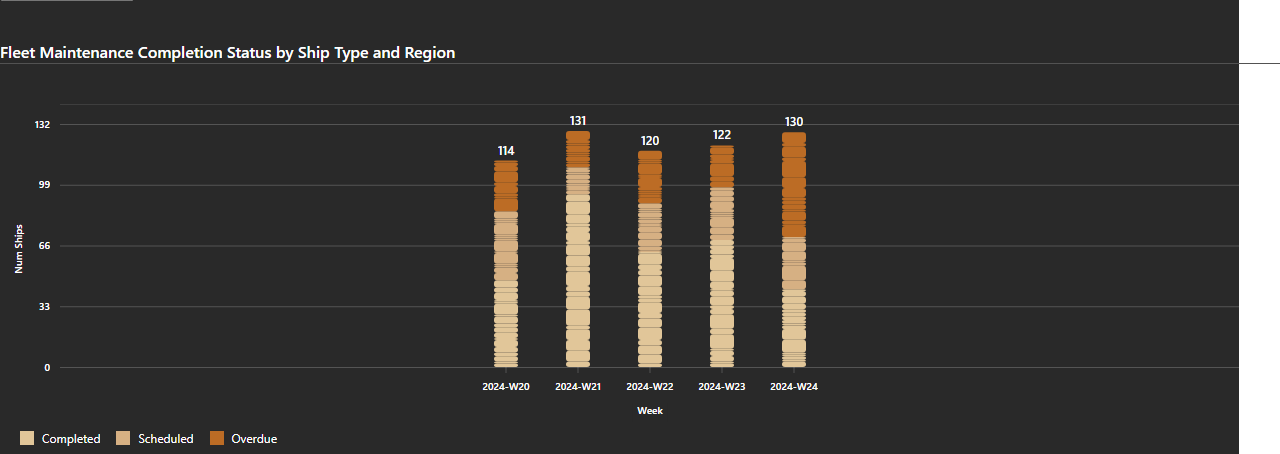 Fleet Maintenance Completion Status by Ship Type and Region
132
99
66
33
0
Num Ships
114
131
120
122
130
2024-W20 2024-W21 2024-W22 2024-W23 2024-W24
Week
Completed Scheduled Overdue